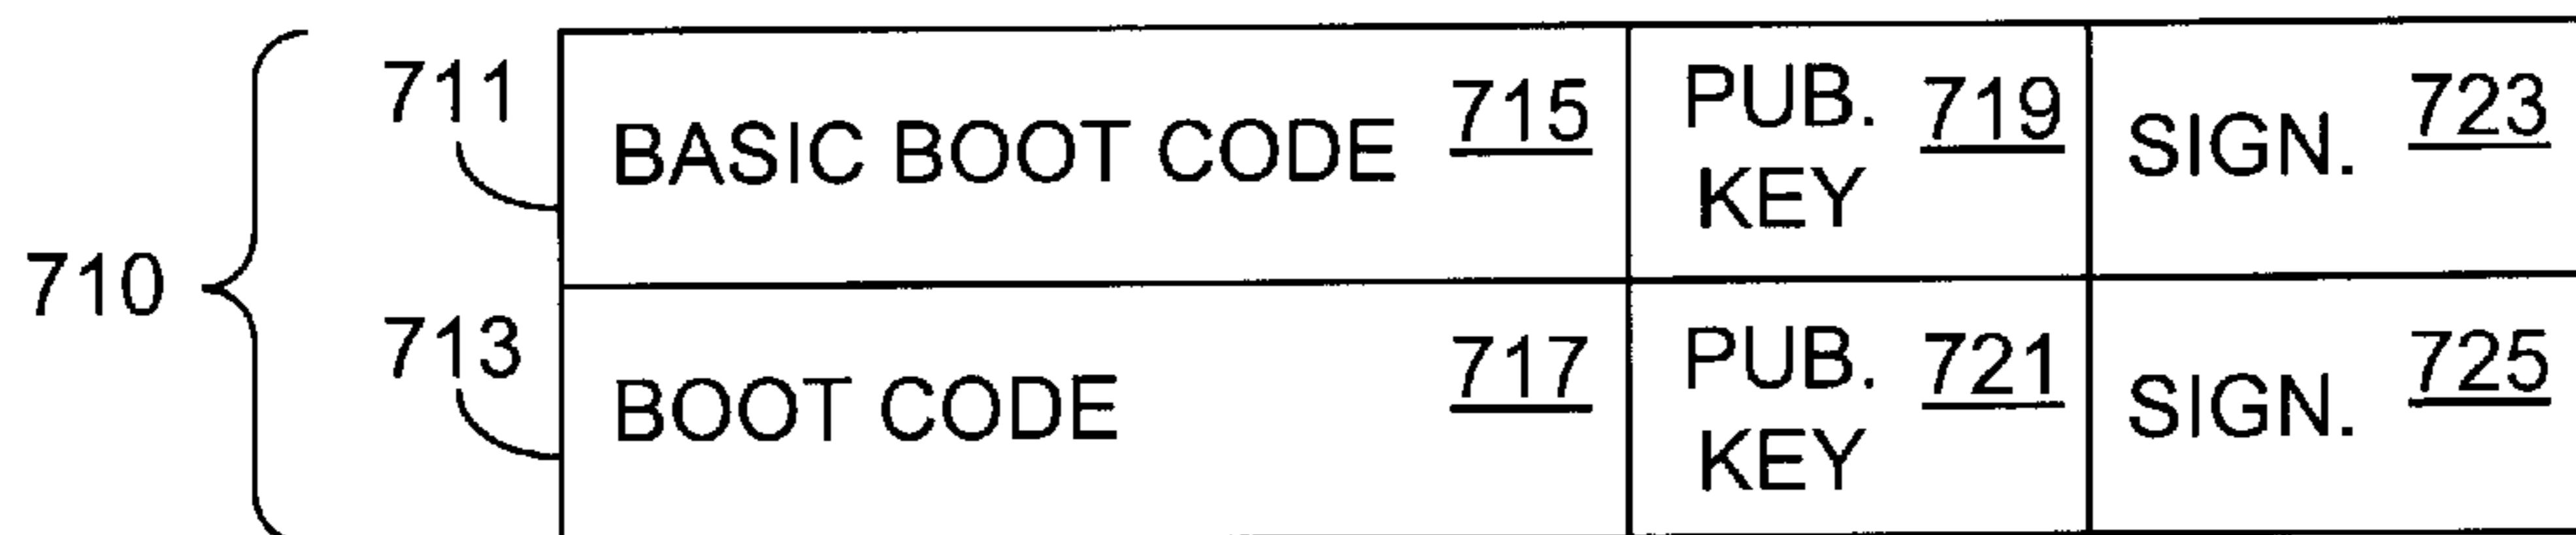 711 BASIC BOOT CODE 715 PUB. KEY 719 SIGN. 723
710
713 BOOT CODE 717 PUB. KEY 721 SIGN. 725